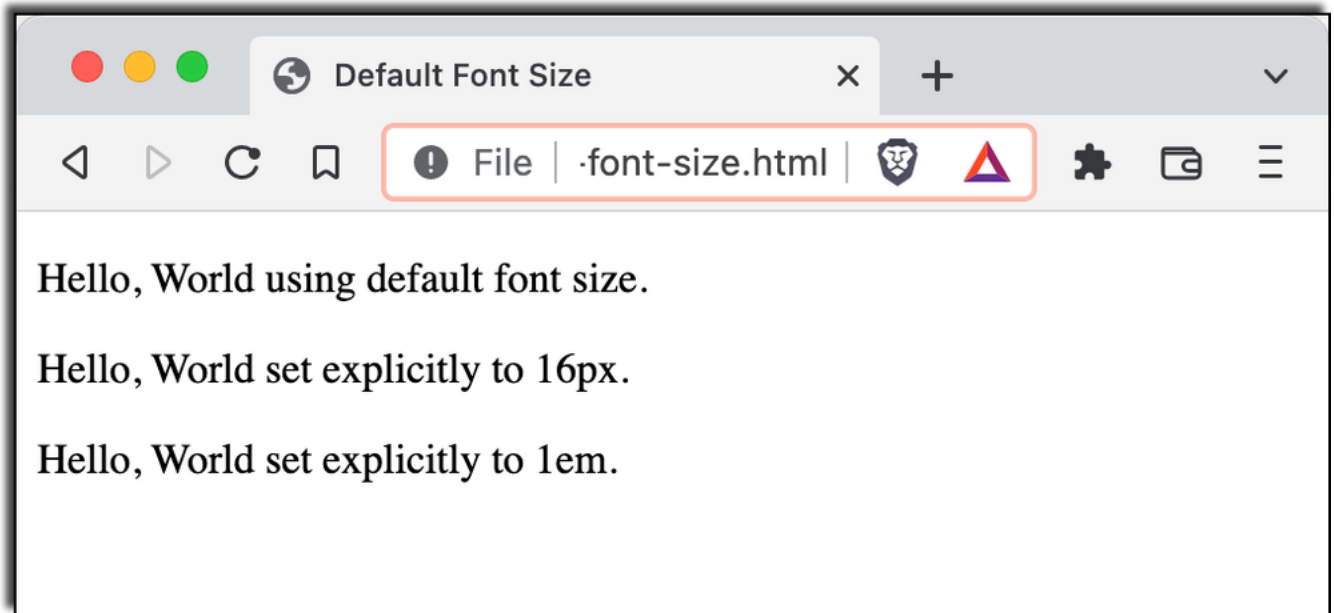 Default Font Size
File | -font-size.html |
Hello, World using default font size.
Hello, World set explicitly to 16px.
Hello, World set explicitly to 1em.